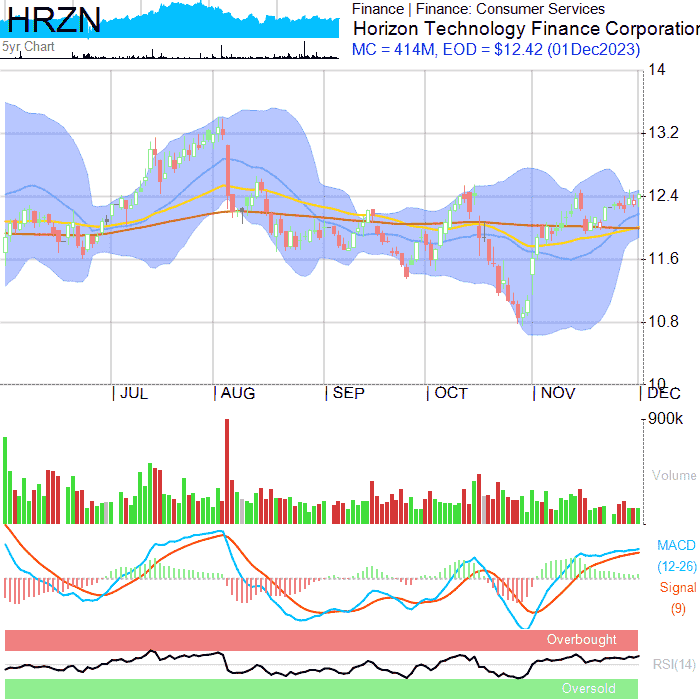 HRZN
5yr Chart
Finance | Finance: Consumer Services
Horizon Technology Finance Corporation
MC = 414M, EOD = $12.42 (01Dec2023)
14
13.2
12.4
11.6
10.8
10
JUL AUG SEP OCT NOV DEC
900k
Volume
MACD
(12-26)
Signal
(9)
Overbought
RSI(14)
Oversold